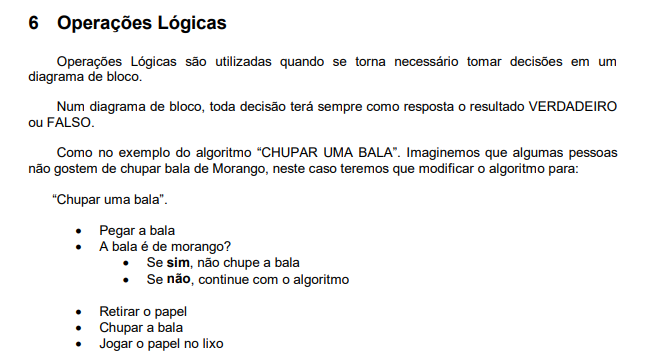 6 Operações Lógicas
Operações Lógicas são utilizadas quando se torna necessário tomar decisões em um
diagrama de bloco.
Num diagrama de bloco, toda decisão terá sempre como resposta o resultado VERDADEIRO
ou FALSO.
Como no exemplo do algoritmo “CHUPAR UMA BALA”. Imaginemos que algumas pessoas
não gostem de chupar bala de Morango, neste caso teremos que modificar o algoritmo para:
“Chupar uma bala”.
• Pegar a bala
• A bala é de morango?
• Se sim, não chupe a bala
• Se não, continue com o algoritmo
• Retirar o papel
• Chupar a bala
• Jogar o papel no lixo